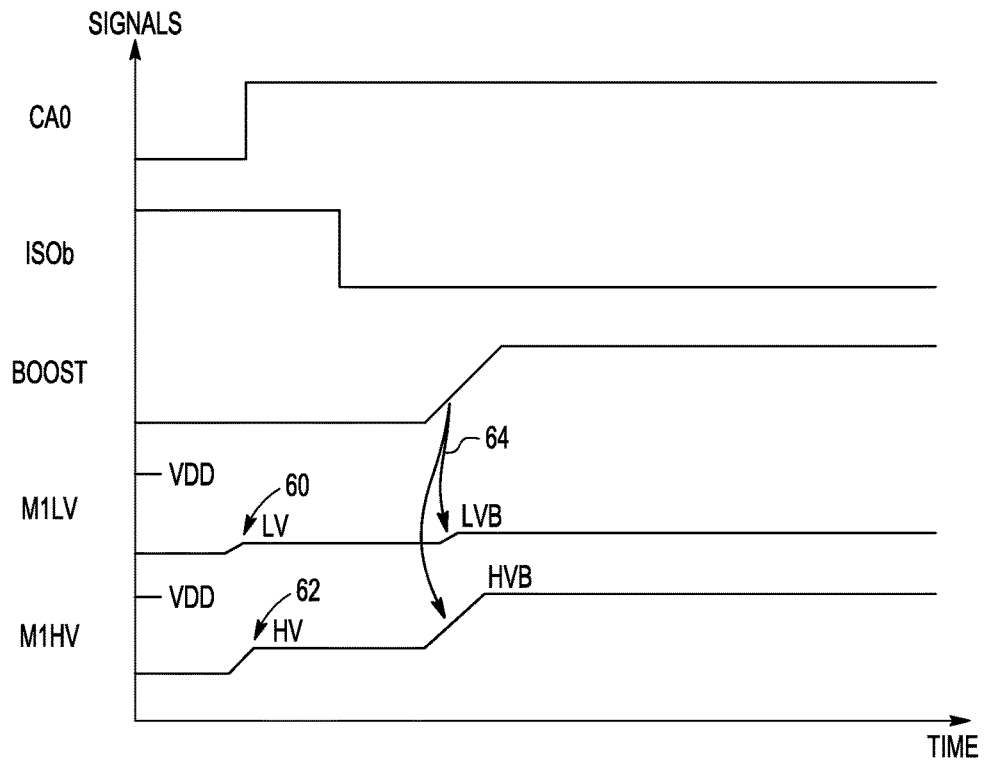 SIGNALS
CA0
ISOb
BOOST
64
VDD
60
M1LV
LV
LVB
VDD
62
HVB
M1HV
HV
TIME